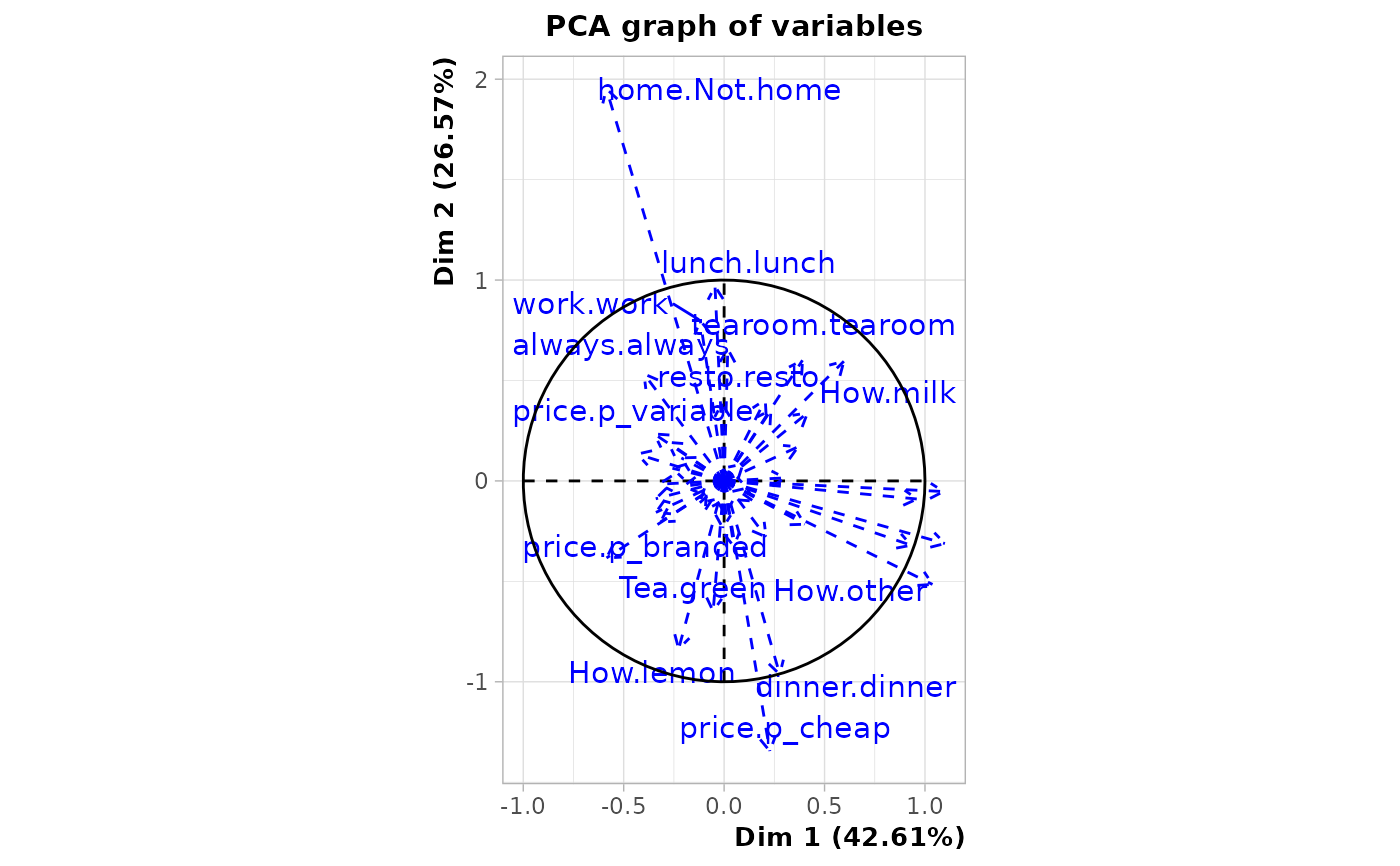 PCA graph of variables
Dim 2 (26.57%)
2
1
0
-1
home.Not.home
lunch.lunch
work.work
tearoom.tearoom
always.always
resto.resto
How.milk
price.p_variable
price.p_branded
Tea.green
How.other
How.lemon
dinner.dinner
price.p_cheap
-1.0
-0.5
0.0
0.5
1.0
Dim 1 (42.61%)